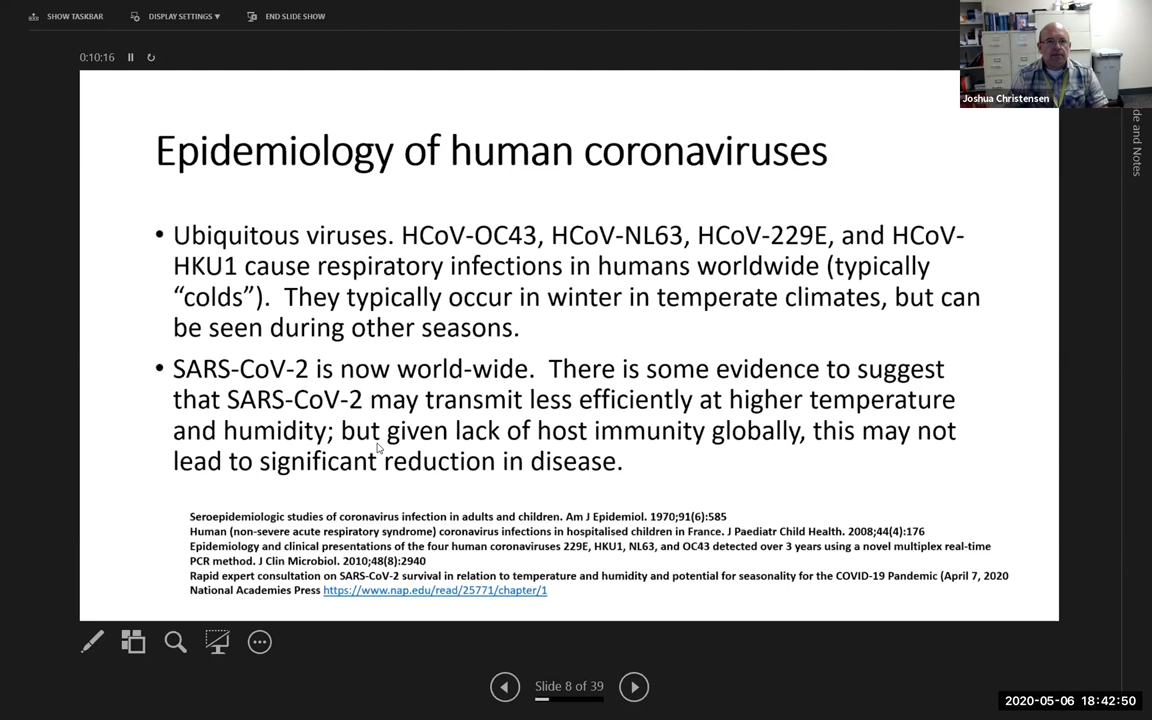 SHOW TASKBAR
DISPLAY SETTINGS ▼
END SLIDE SHOW
0:10:16
Joshua Christensen
de and Notes
Epidemiology of human coronaviruses
• Ubiquitous viruses. HCoV-OC43, HCoV-NL63, HCoV-229E, and HCoV-
HKU1 cause respiratory infections in humans worldwide (typically
“colds”).  They typically occur in winter in temperate climates, but can
be seen during other seasons.
• SARS-CoV-2 is now world-wide.  There is some evidence to suggest
that SARS-CoV-2 may transmit less efficiently at higher temperature
and humidity; but given lack of host immunity globally, this may not
lead to significant reduction in disease.
Seroepidemiologic studies of coronavirus infection in adults and children. Am J Epidemiol. 1970;91(6):585
Human (non-severe acute respiratory syndrome) coronavirus infections in hospitalised children in France. J Paediatr Child Health. 2008;44(4):176
Epidemiology and clinical presentations of the four human coronaviruses 229E, HKU1, NL63, and OC43 detected over 3 years using a novel multiplex real-time
PCR method. J Clin Microbiol. 2010;48(8):2940
Rapid expert consultation on SARS-CoV-2 survival in relation to temperature and humidity and potential for seasonality for the COVID-19 Pandemic (April 7, 2020
National Academies Press https://www.nap.edu/read/25771/chapter/1
Slide 8 of 39
2020-05-06 18:42:50